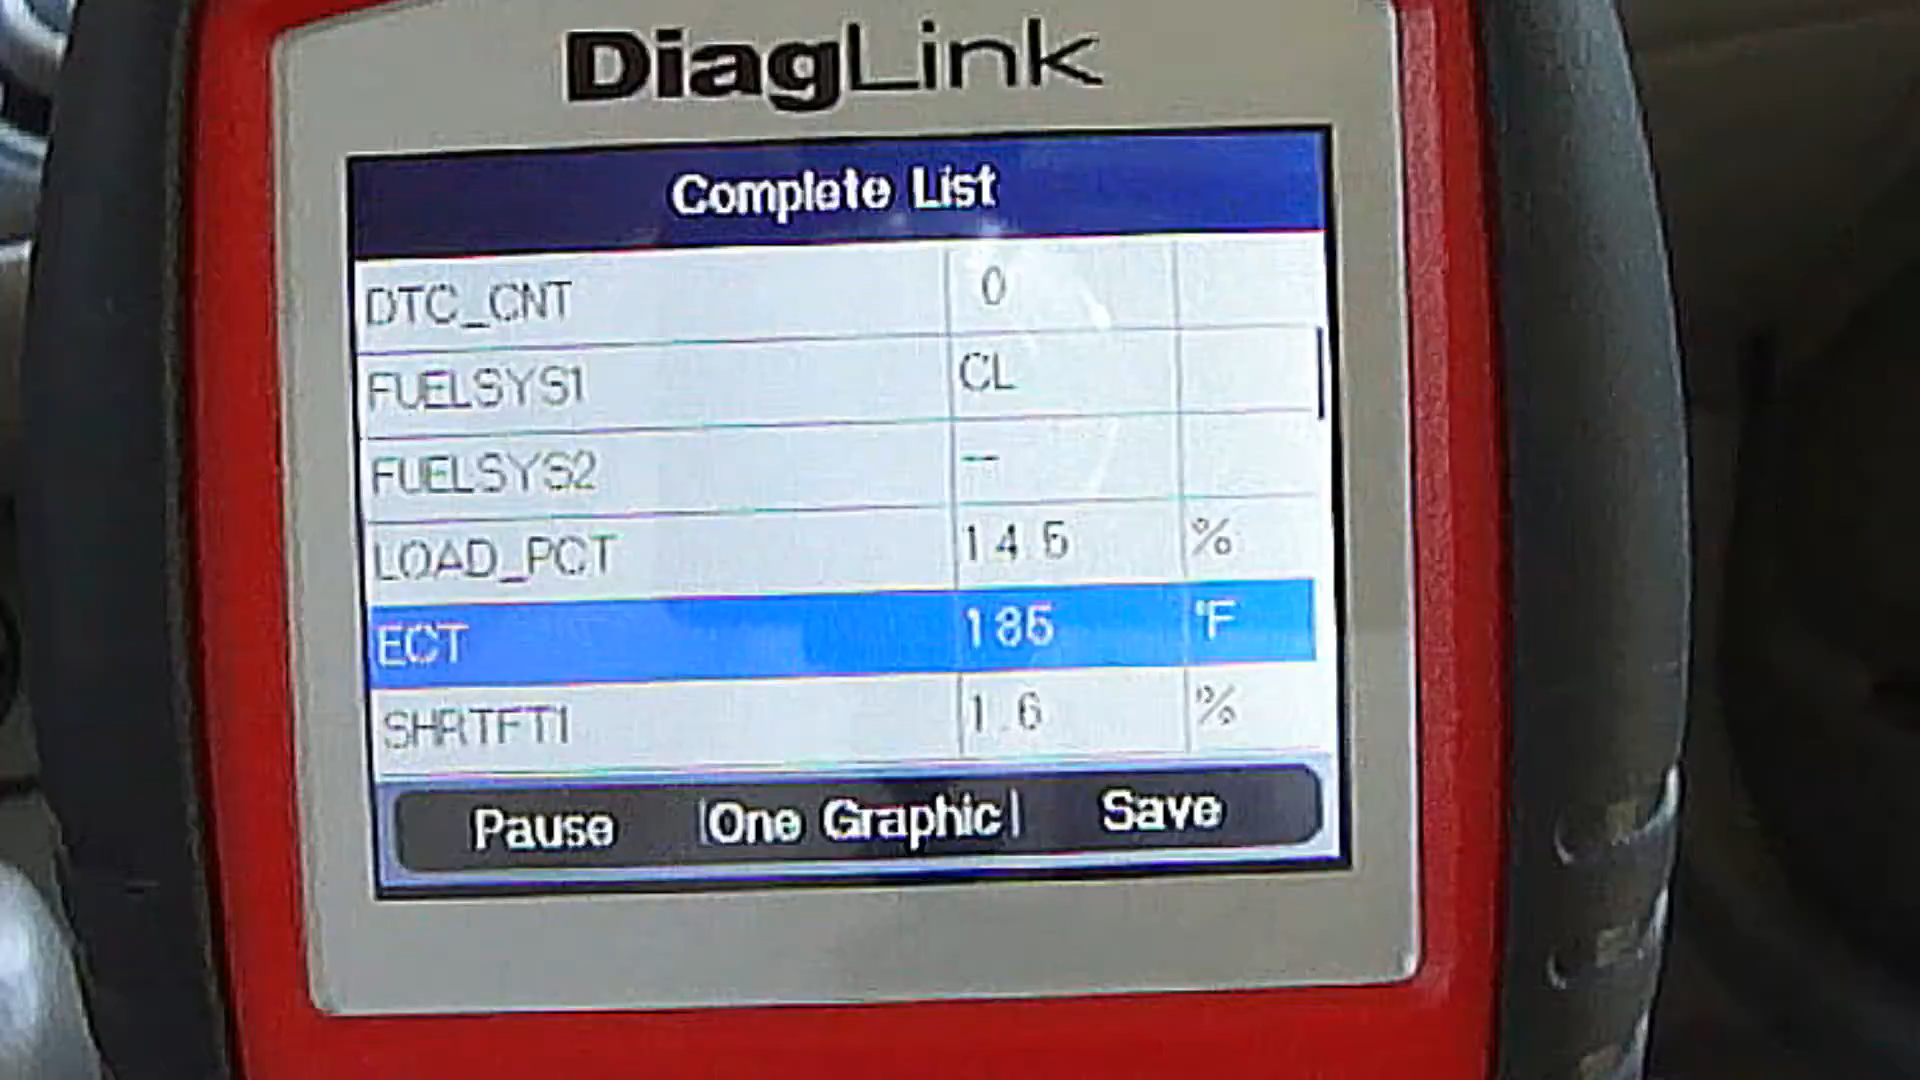 DiagLink
Complete List
DTC_CNT 0
FUELSYS1 CL
FUELSYS2 --
LOAD_PCT 14.5 %
ECT 185 °F
SHRTFT1 1.6 %
Pause |One Graphic| Save